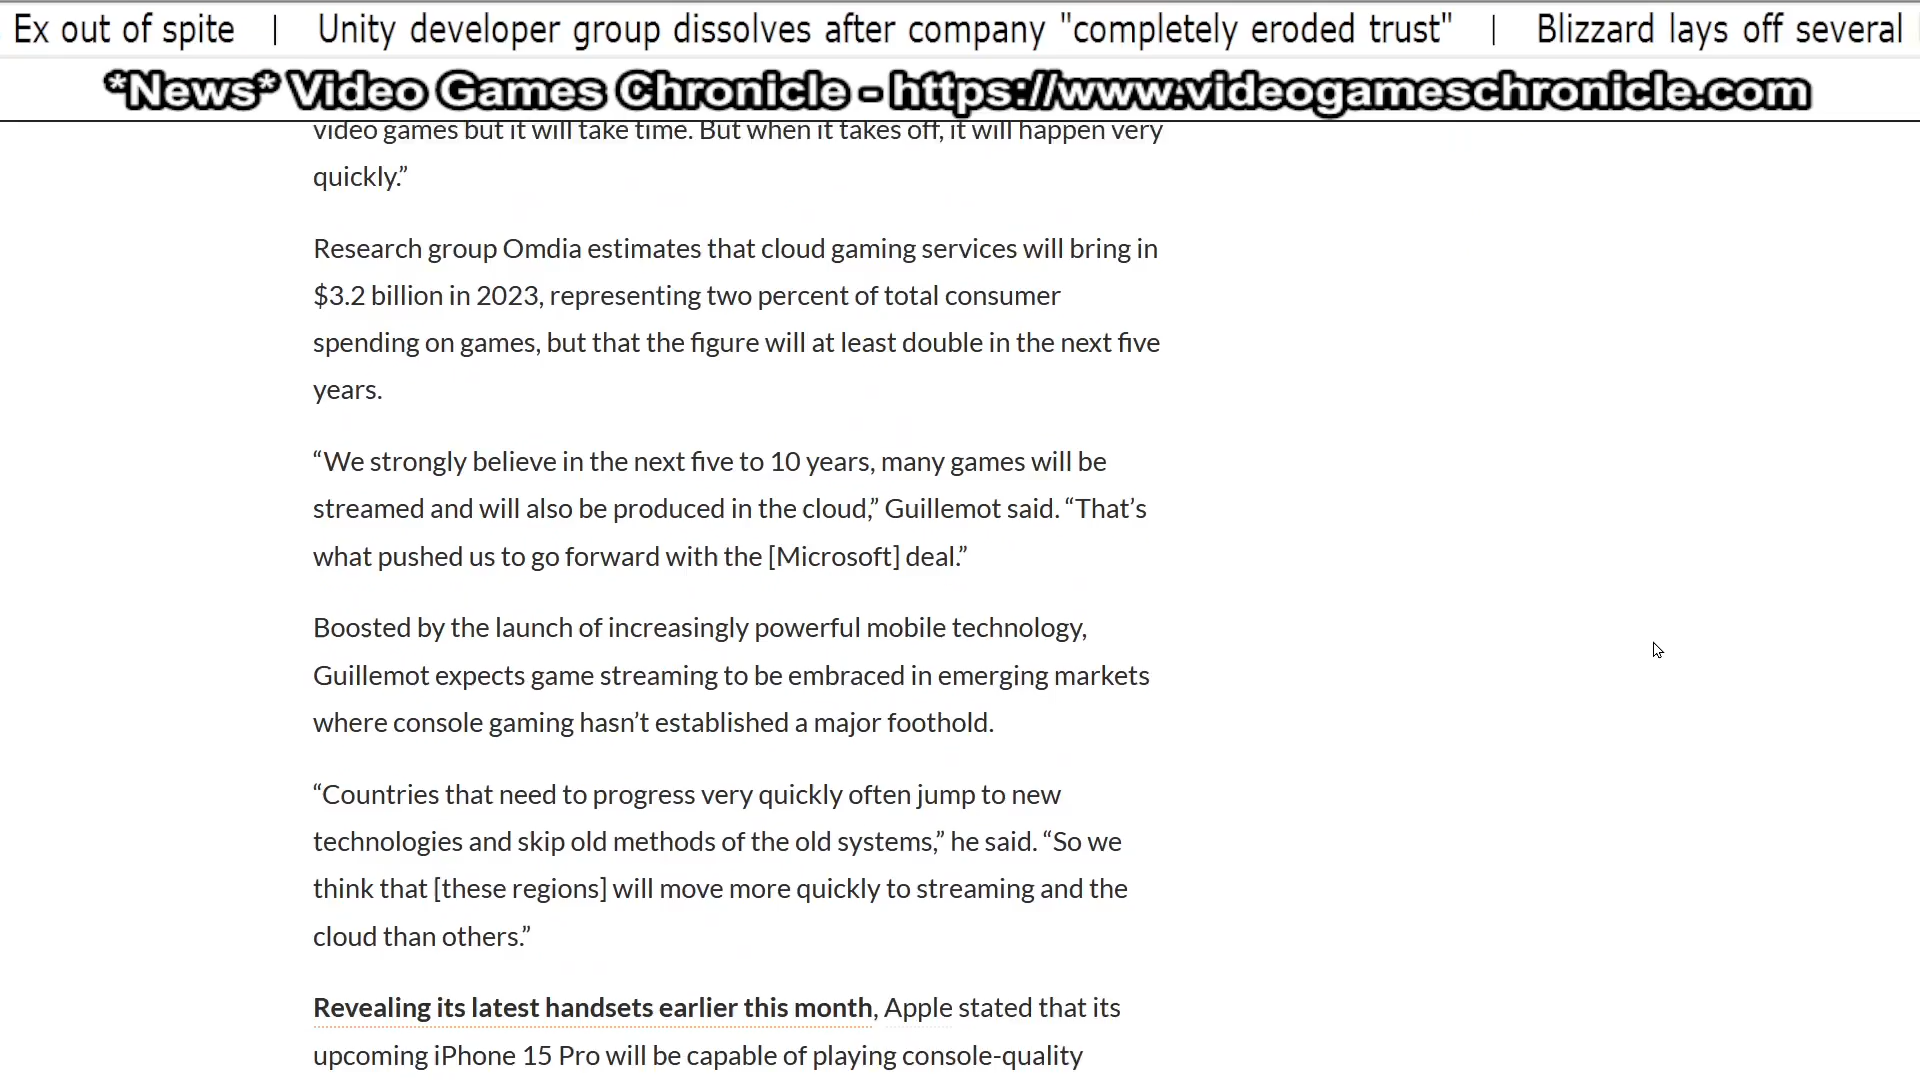 Ex out of spite | Unity developer group dissolves after company "completely eroded trust" | Blizzard lays off several
*News* Video Games Chronicle - https://www.videogameschronicle.com
video games but it will take time. But when it takes off, it will happen very
quickly.”
Research group Omdia estimates that cloud gaming services will bring in
$3.2 billion in 2023, representing two percent of total consumer
spending on games, but that the figure will at least double in the next five
years.
“We strongly believe in the next five to 10 years, many games will be
streamed and will also be produced in the cloud,” Guillemot said. “That’s
what pushed us to go forward with the [Microsoft] deal.”
Boosted by the launch of increasingly powerful mobile technology,
Guillemot expects game streaming to be embraced in emerging markets
where console gaming hasn’t established a major foothold.
“Countries that need to progress very quickly often jump to new
technologies and skip old methods of the old systems,” he said. “So we
think that [these regions] will move more quickly to streaming and the
cloud than others.”
Revealing its latest handsets earlier this month, Apple stated that its
upcoming iPhone 15 Pro will be capable of playing console-quality